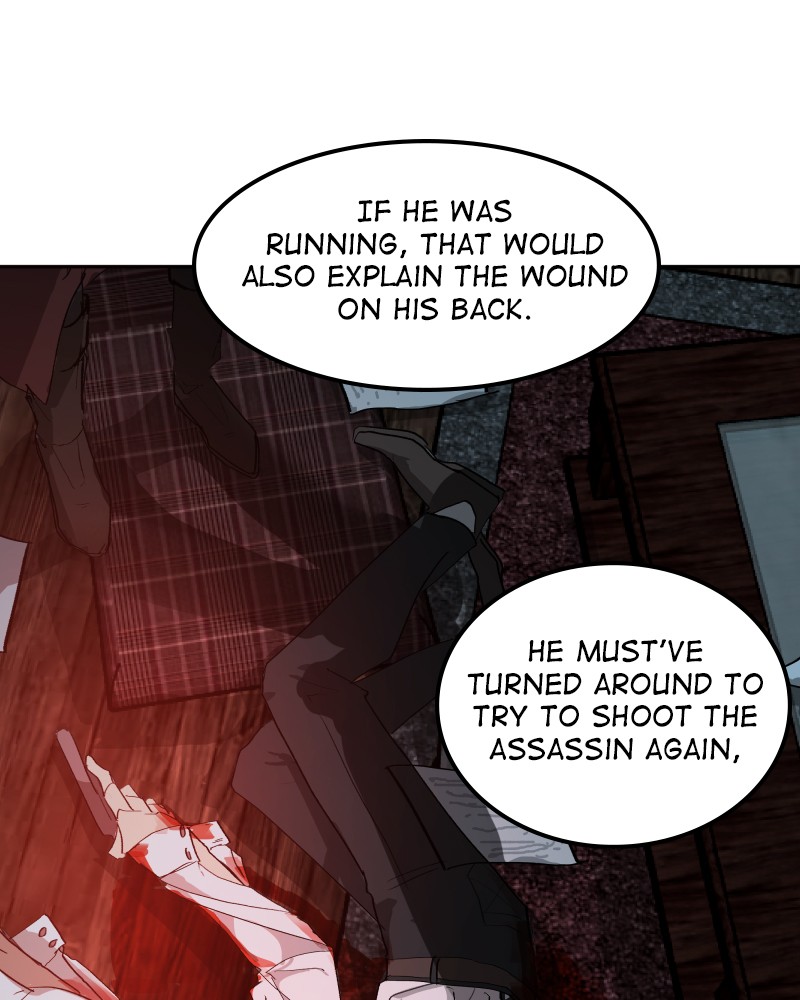 IF HE WAS
RUNNING, THAT WOULD
ALSO EXPLAIN THE WOUND
ON HIS BACK.
HE MUST'VE
TURNED AROUND TO
TRY TO SHOOT THE
ASSASSIN AGAIN,